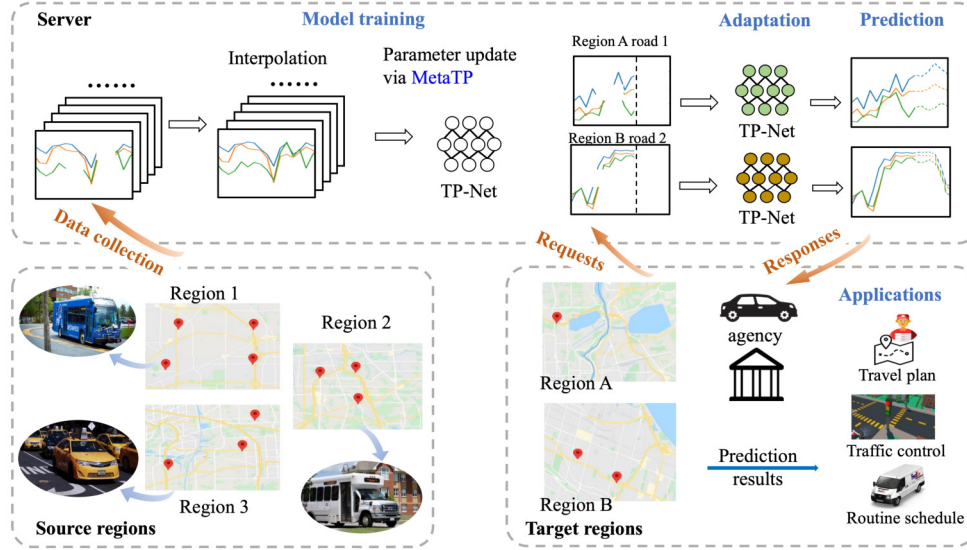 Server
Model training
Adaptation
Prediction
Interpolation
Parameter update
via MetaTP
Region A road 1
......
......
TP-Net
Region B road 2
TP-Net
TP-Net
Data collection
Requests
Responses
Region 1
Region 2
Region 3
Source regions
Region A
Region B
Target regions
agency
Prediction
results
Applications
Travel plan
Traffic control
Routine schedule